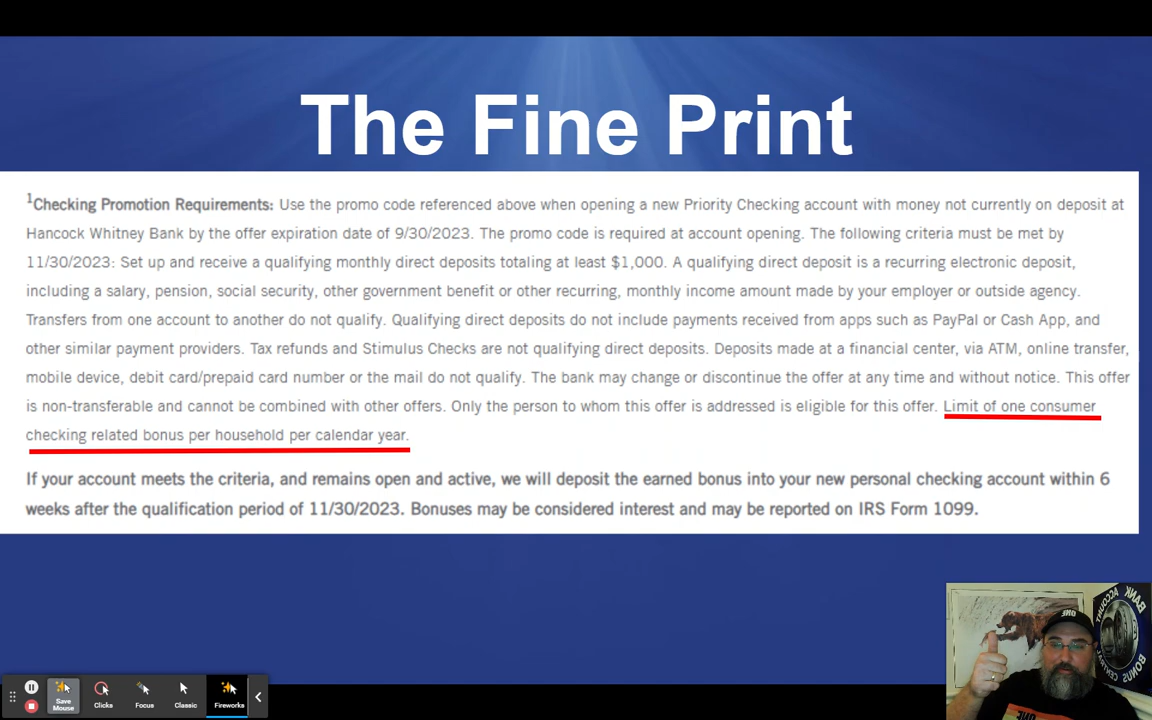 The Fine Print
1Checking Promotion Requirements: Use the promo code referenced above when opening a new Priority Checking account with money not currently on deposit at
Hancock Whitney Bank by the offer expiration date of 9/30/2023. The promo code is required at account opening. The following criteria must be met by
11/30/2023: Set up and receive a qualifying monthly direct deposits totaling at least $1,000. A qualifying direct deposit is a recurring electronic deposit,
including a salary, pension, social security, other government benefit or other recurring, monthly income amount made by your employer or outside agency.
Transfers from one account to another do not qualify. Qualifying direct deposits do not include payments received from apps such as PayPal or Cash App, and
other similar payment providers. Tax refunds and Stimulus Checks are not qualifying direct deposits. Deposits made at a financial center, via ATM, online transfer,
mobile device, debit card/prepaid card number or the mail do not qualify. The bank may change or discontinue the offer at any time and without notice. This offer
is non-transferable and cannot be combined with other offers. Only the person to whom this offer is addressed is eligible for this offer. Limit of one consumer
checking related bonus per household per calendar year.
If your account meets the criteria, and remains open and active, we will deposit the earned bonus into your new personal checking account within 6
weeks after the qualification period of 11/30/2023. Bonuses may be considered interest and may be reported on IRS Form 1099.
BANK ACCOUNT
BONUS CENTRAL
ONE
Save
Mouse
Clicks
Focus
Classic
Fireworks